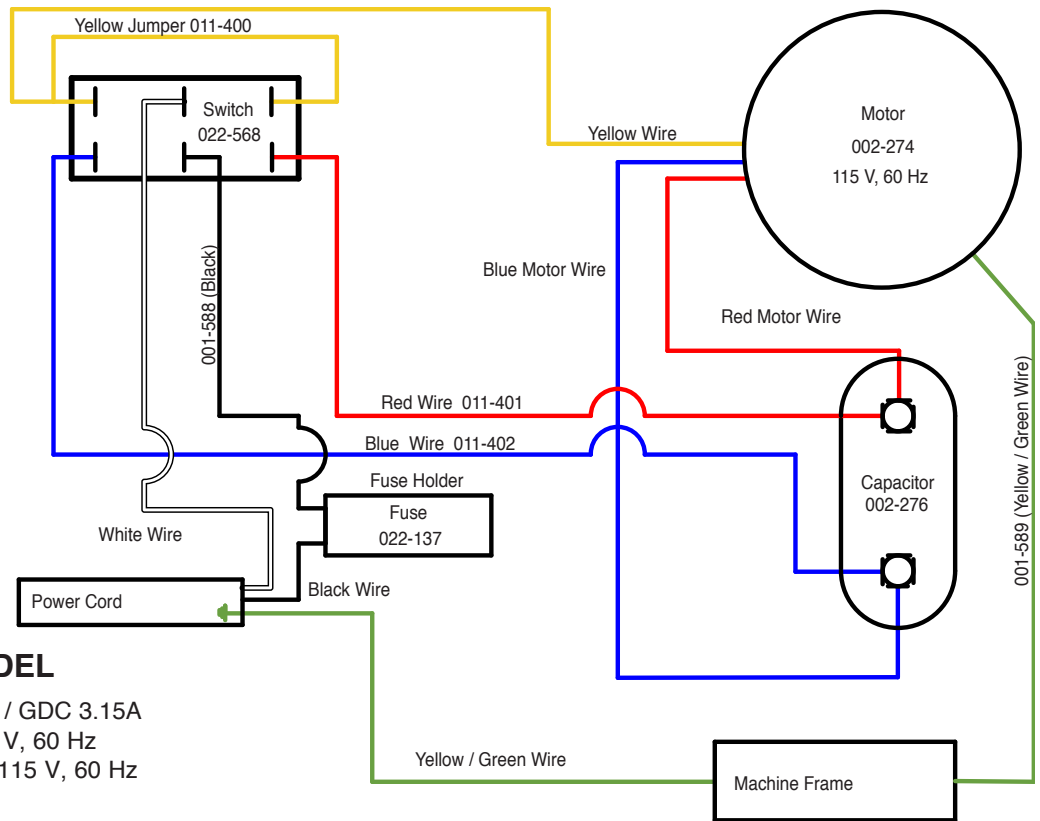 Yellow Jumper 011-400
Switch
022-568
Yellow Wire
Motor
002-274
115 V, 60 Hz
001-588 (Black)
Blue Motor Wire
Red Motor Wire
Red Wire 011-401
Blue Wire 011-402
Fuse Holder
Fuse
022-137
Capacitor
002-276
001-589 (Yellow / Green Wire)
White Wire
Black Wire
Power Cord
DEL
/ GDC 3.15A
V, 60 Hz
115 V, 60 Hz
Yellow / Green Wire
Machine Frame